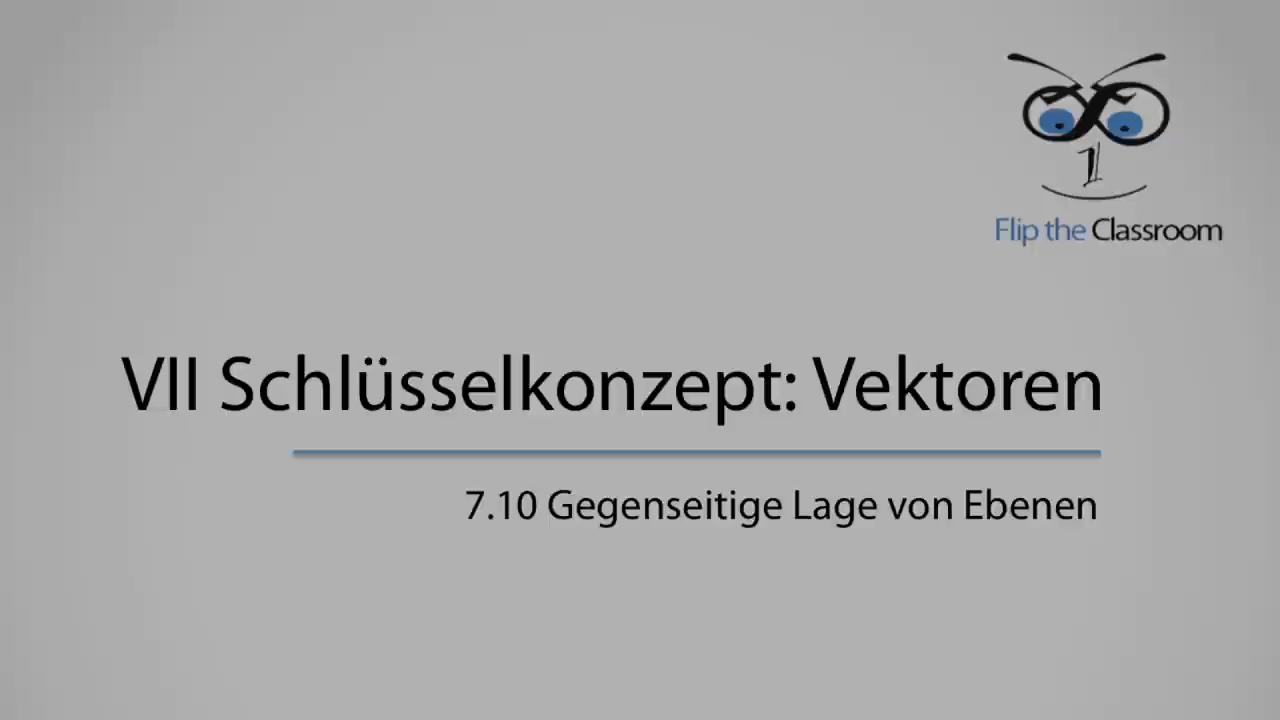 Flip the Classroom
VII Schlüsselkonzept: Vektoren
7.10 Gegenseitige Lage von Ebenen